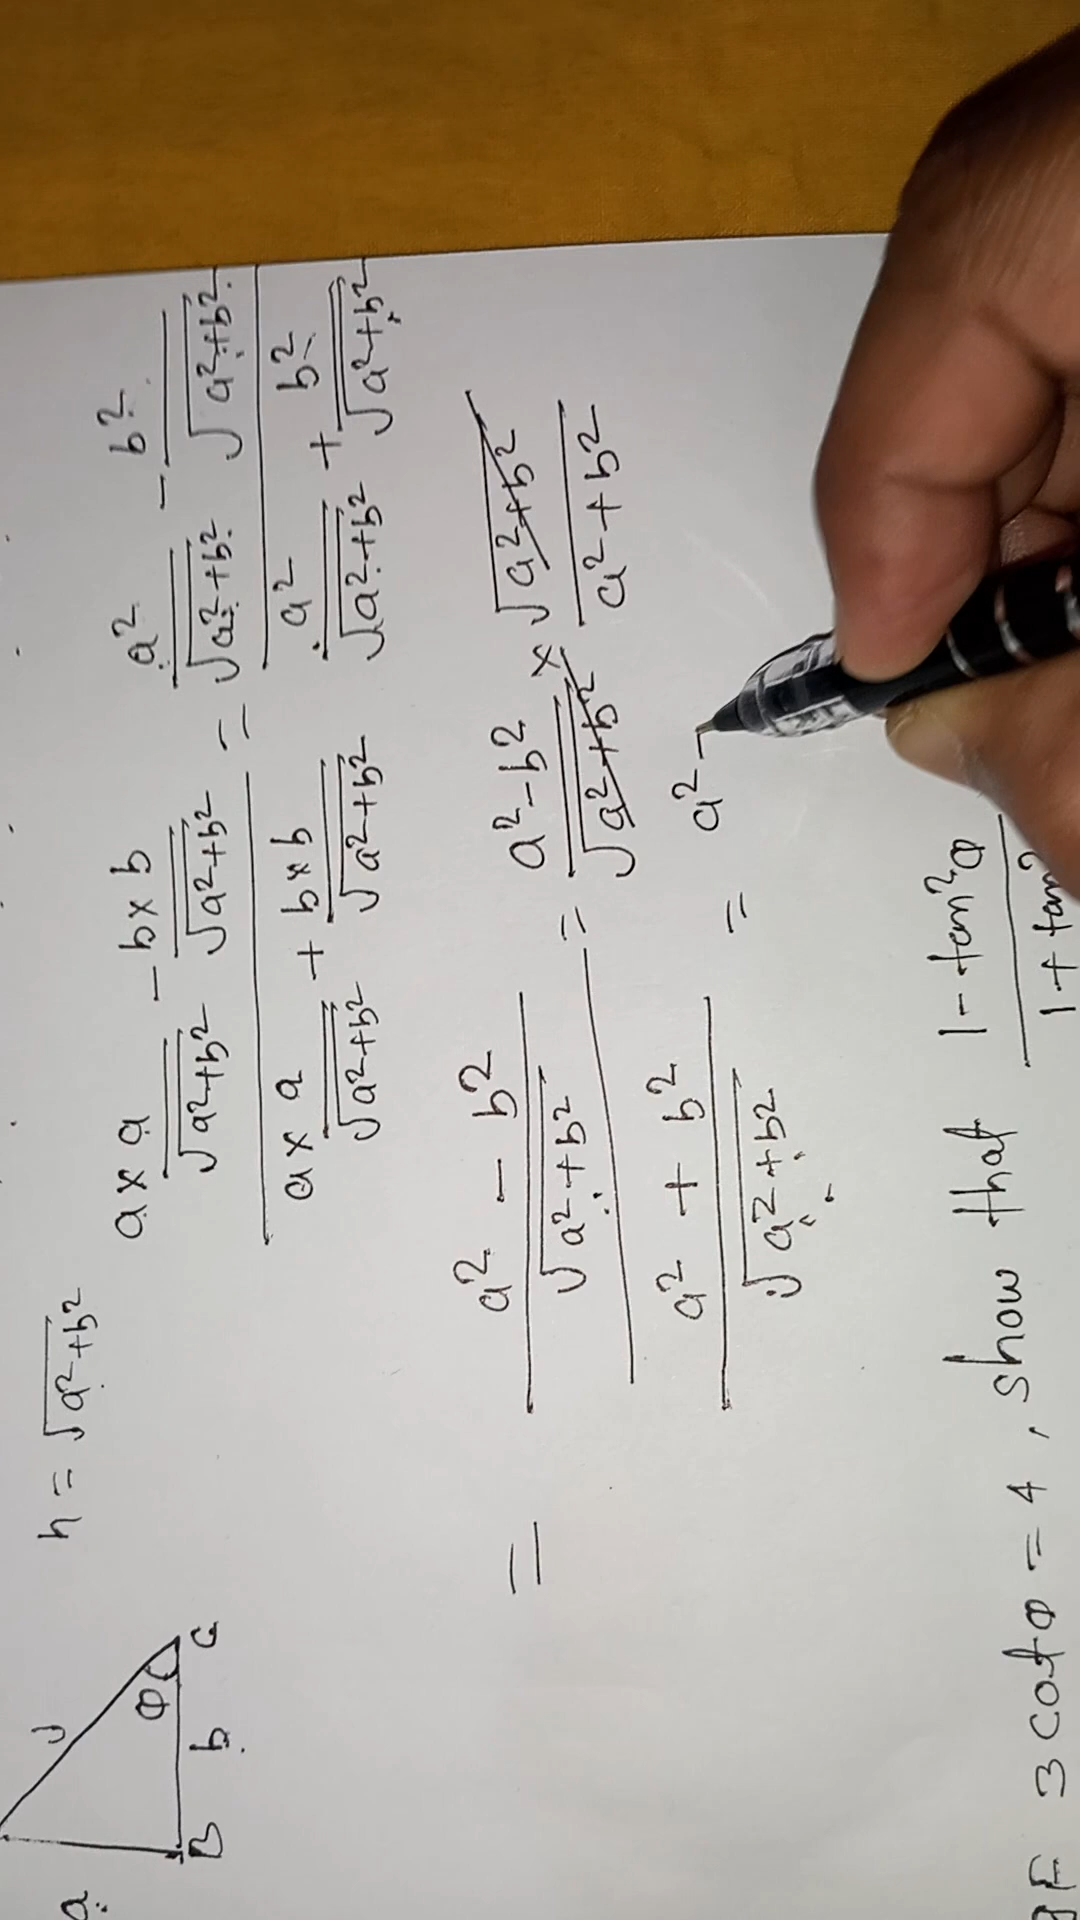 a
B b C
θ
h = √a²+b²
a × a/√a²+b² − b × b/√a²+b² / a × a/√a²+b² + b × b/√a²+b² = a²/√a²+b² − b²/√a²+b² / a²/√a²+b² + b²/√a²+b²
= a² − b²/√a²+b² / a² + b²/√a²+b² = a²−b²/√a²+b² × √a²+b²/a²+b²
= a² −
3 cotθ = 4, show that 1 − tan²θ / 1 + tan²